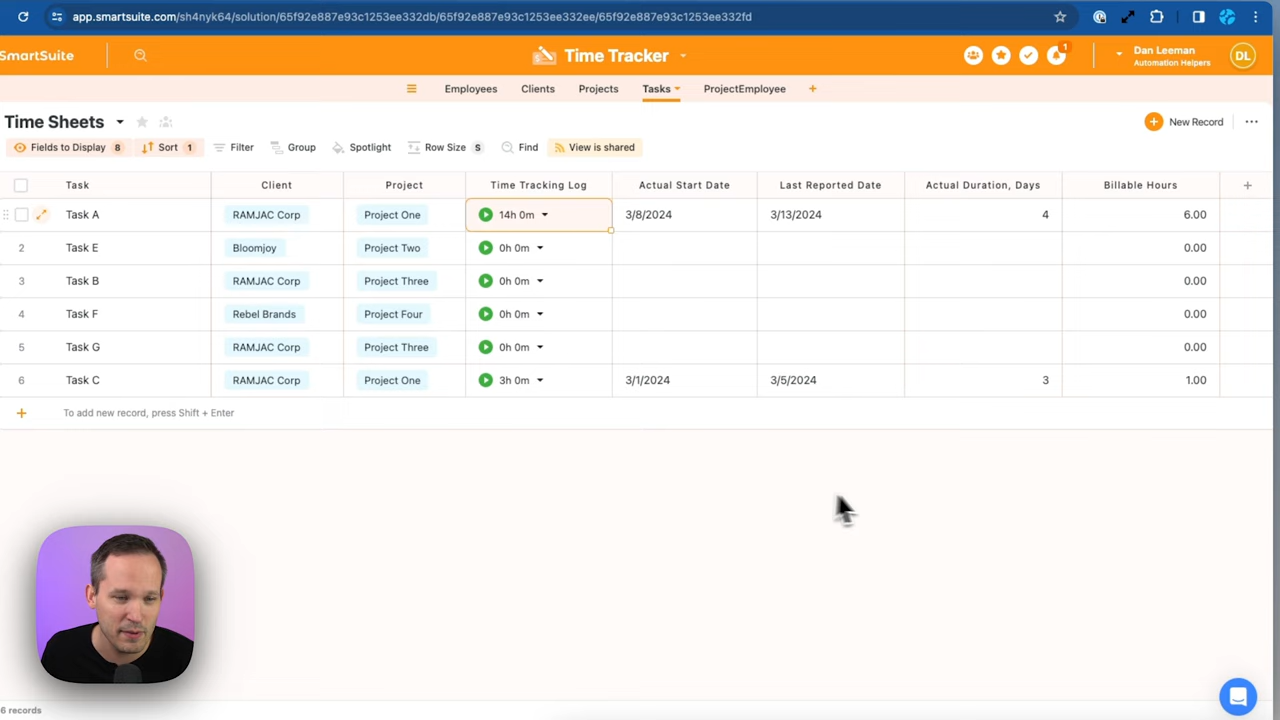 app.smartsuite.com/sh4nyk64/solution/65f92e887e93c1253ee332db/65f92e887e93c1253ee332ee/65f92e887e93c1253ee332fd
SmartSuite
Time Tracker
1
Dan Leeman
Automation Helpers
DL
Employees Clients Projects Tasks ProjectEmployee
Time Sheets
New Record
Fields to Display 8 Sort 1 Filter Group Spotlight Row Size S Find View is shared
Task Client Project Time Tracking Log Actual Start Date Last Reported Date Actual Duration, Days Billable Hours
Task A RAMJAC Corp Project One 14h 0m 3/8/2024 3/13/2024 4 6.00
2 Task E Bloomjoy Project Two 0h 0m 0.00
3 Task B RAMJAC Corp Project Three 0h 0m 0.00
4 Task F Rebel Brands Project Four 0h 0m 0.00
5 Task G RAMJAC Corp Project Three 0h 0m 0.00
6 Task C RAMJAC Corp Project One 3h 0m 3/1/2024 3/5/2024 3 1.00
To add new record, press Shift + Enter
6 records